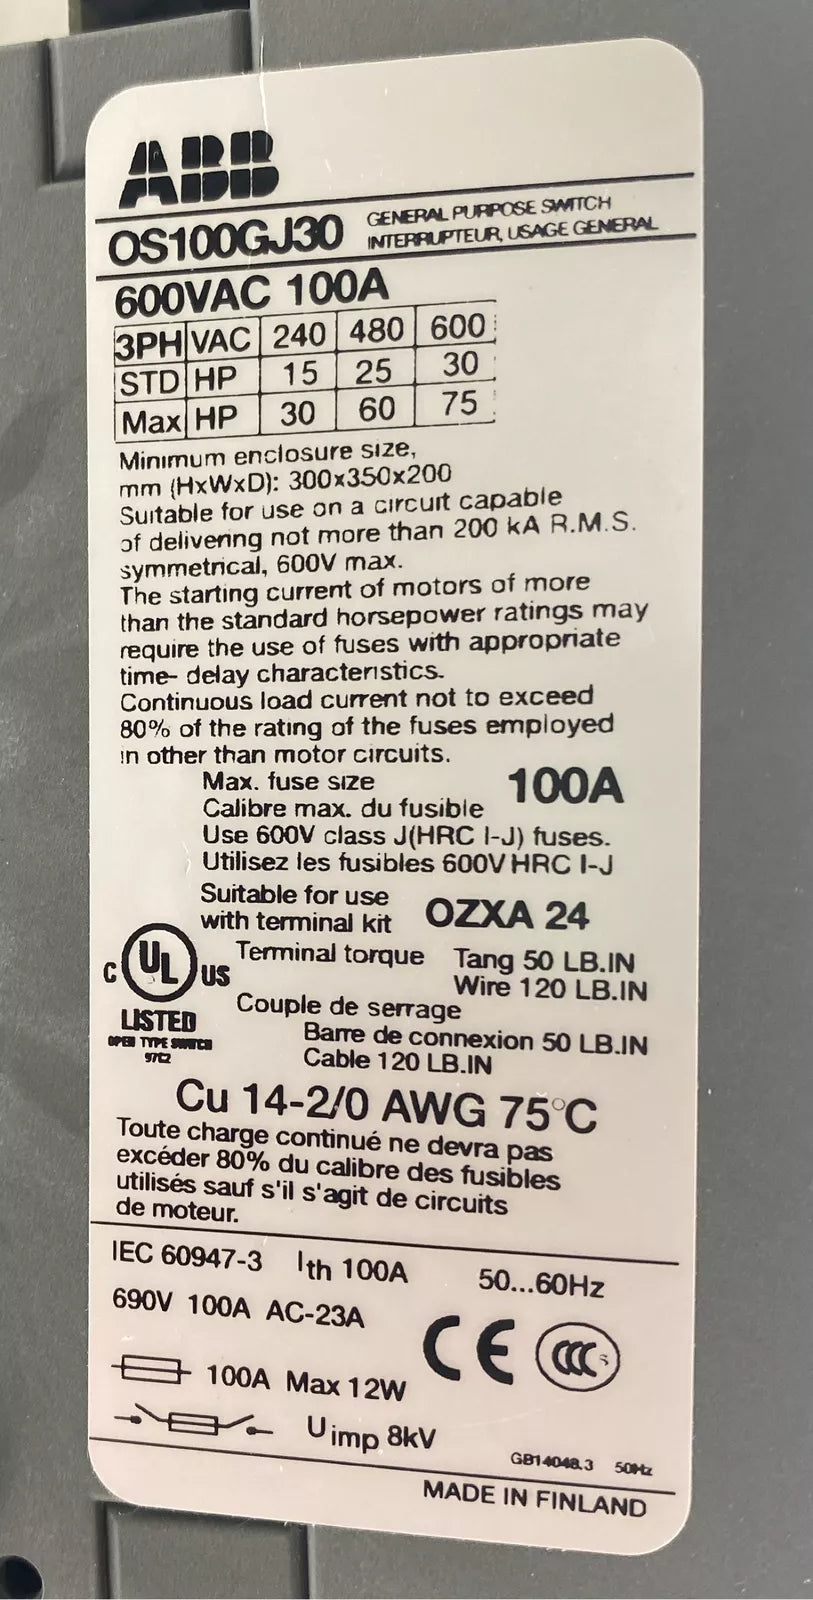 ABB
OS100GJ30 GENERAL PURPOSE SWITCH
INTERRUPTEUR, USAGE GENERAL
600VAC 100A
3PH VAC 240 480 600
STD HP 15 25 30
Max HP 30 60 75
Minimum enclosure size,
mm (HxWxD): 300x350x200
Suitable for use on a circuit capable
of delivering not more than 200 kA R.M.S.
symmetrical, 600V max.
The starting current of motors of more
than the standard horsepower ratings may
require the use of fuses with appropriate
time- delay characteristics.
Continuous load current not to exceed
80% of the rating of the fuses employed
in other than motor circuits.
Max. fuse size 100A
Calibre max. du fusible
Use 600V class J(HRC I-J) fuses.
Utilisez les fusibles 600V HRC I-J
Suitable for use
with terminal kit OZXA 24
Terminal torque Tang 50 LB.IN
Wire 120 LB.IN
Couple de serrage
Barre de connexion 50 LB.IN
Cable 120 LB.IN
C UL US
LISTED
OPEN TYPE SWITCH
97C2
Cu 14-2/0 AWG 75°C
Toute charge continué ne devra pas
excéder 80% du calibre des fusibles
utilisés sauf s'il s'agit de circuits
de moteur.
IEC 60947-3 Ith 100A 50...60Hz
690V 100A AC-23A
CE CCC S
100A Max 12W
Uimp 8kV
GB14048.3 50Hz
MADE IN FINLAND